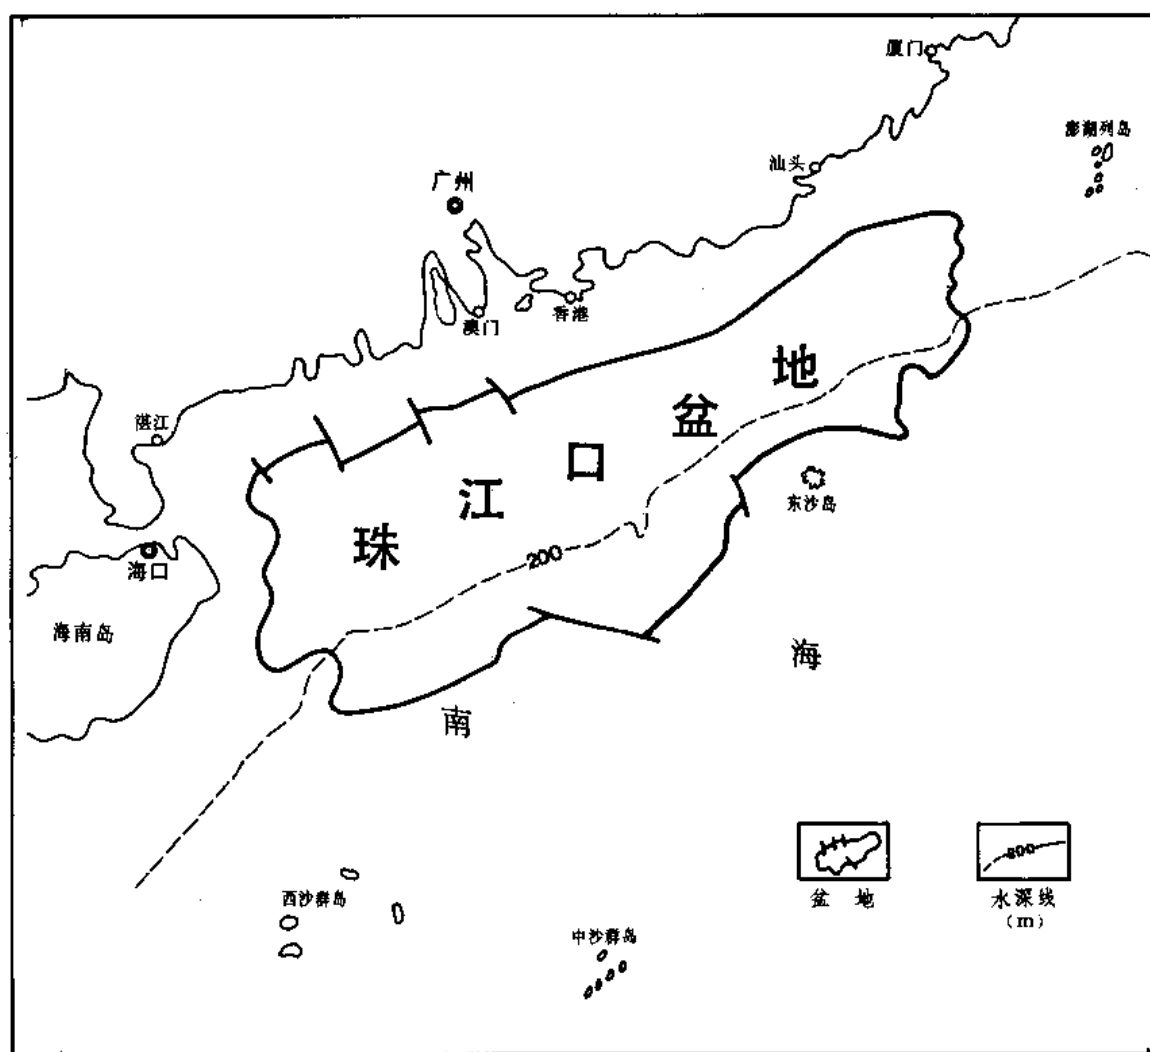 厦门
澎湖列岛
汕头
广州
澳门
香港
湛江
珠江口盆地
海口
海南岛
东沙岛
200
南海
西沙群岛
中沙群岛
200
盆地
水深线
(m)